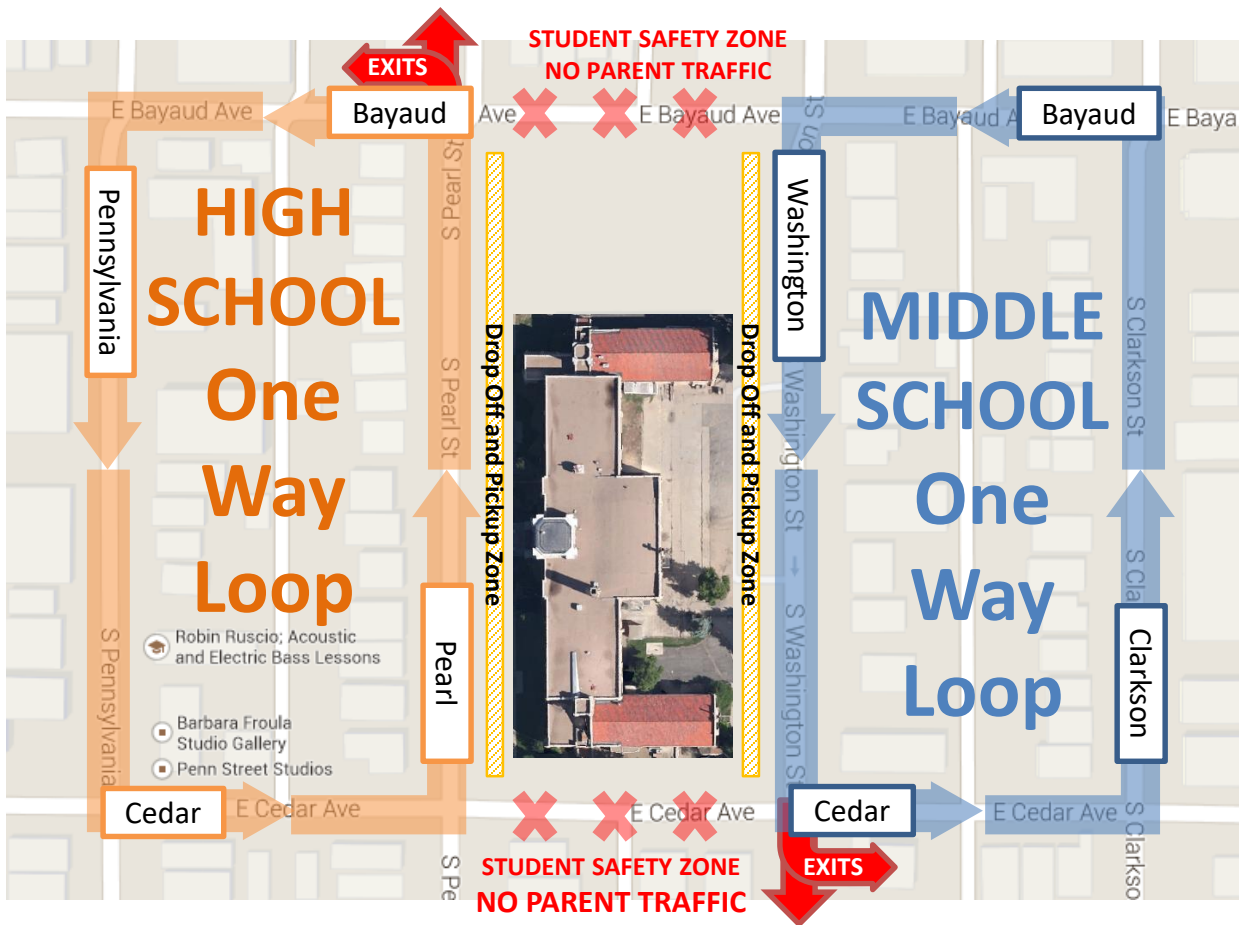 STUDENT SAFETY ZONE
NO PARENT TRAFFIC
EXITS
E Bayaud Ave
Bayaud
Ave
E Bayaud Ave
E Bayaud A
Bayaud
E Baya
S Pearl St
Pennsylvania
Washington
HIGH
SCHOOL
One
Way
Loop
MIDDLE
SCHOOL
One
Way
Loop
Drop Off and Pickup Zone
Drop Off and Pickup Zone
S Pearl St
Washington St
S Clarkson St
S Cla
Pearl
Clarkson
S Pennsylvania
Robin Ruscio; Acoustic
and Electric Bass Lessons
Barbara Froula
Studio Gallery
Penn Street Studios
S Washington St
Cedar
E Cedar Ave
E Cedar Ave
Cedar
E Cedar Ave
S Clarkso
S Pe
STUDENT SAFETY ZONE
NO PARENT TRAFFIC
EXITS